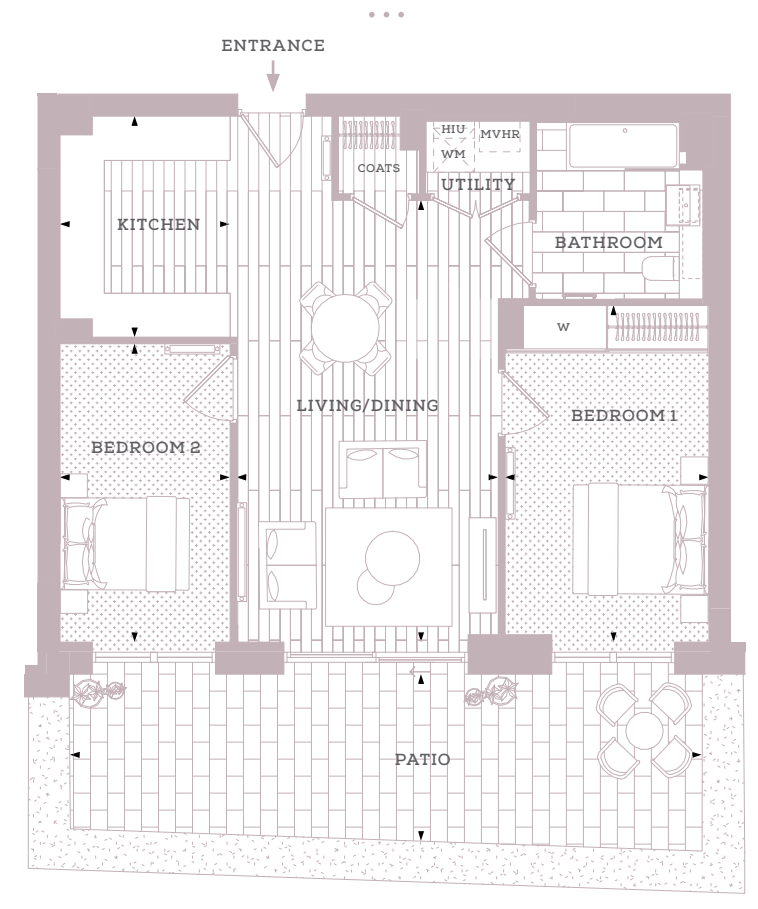 ENTRANCE
HIU
MVHR
WM
COATS
UTILITY
KITCHEN
BATHROOM
W
LIVING/DINING
BEDROOM 1
BEDROOM 2
PATIO